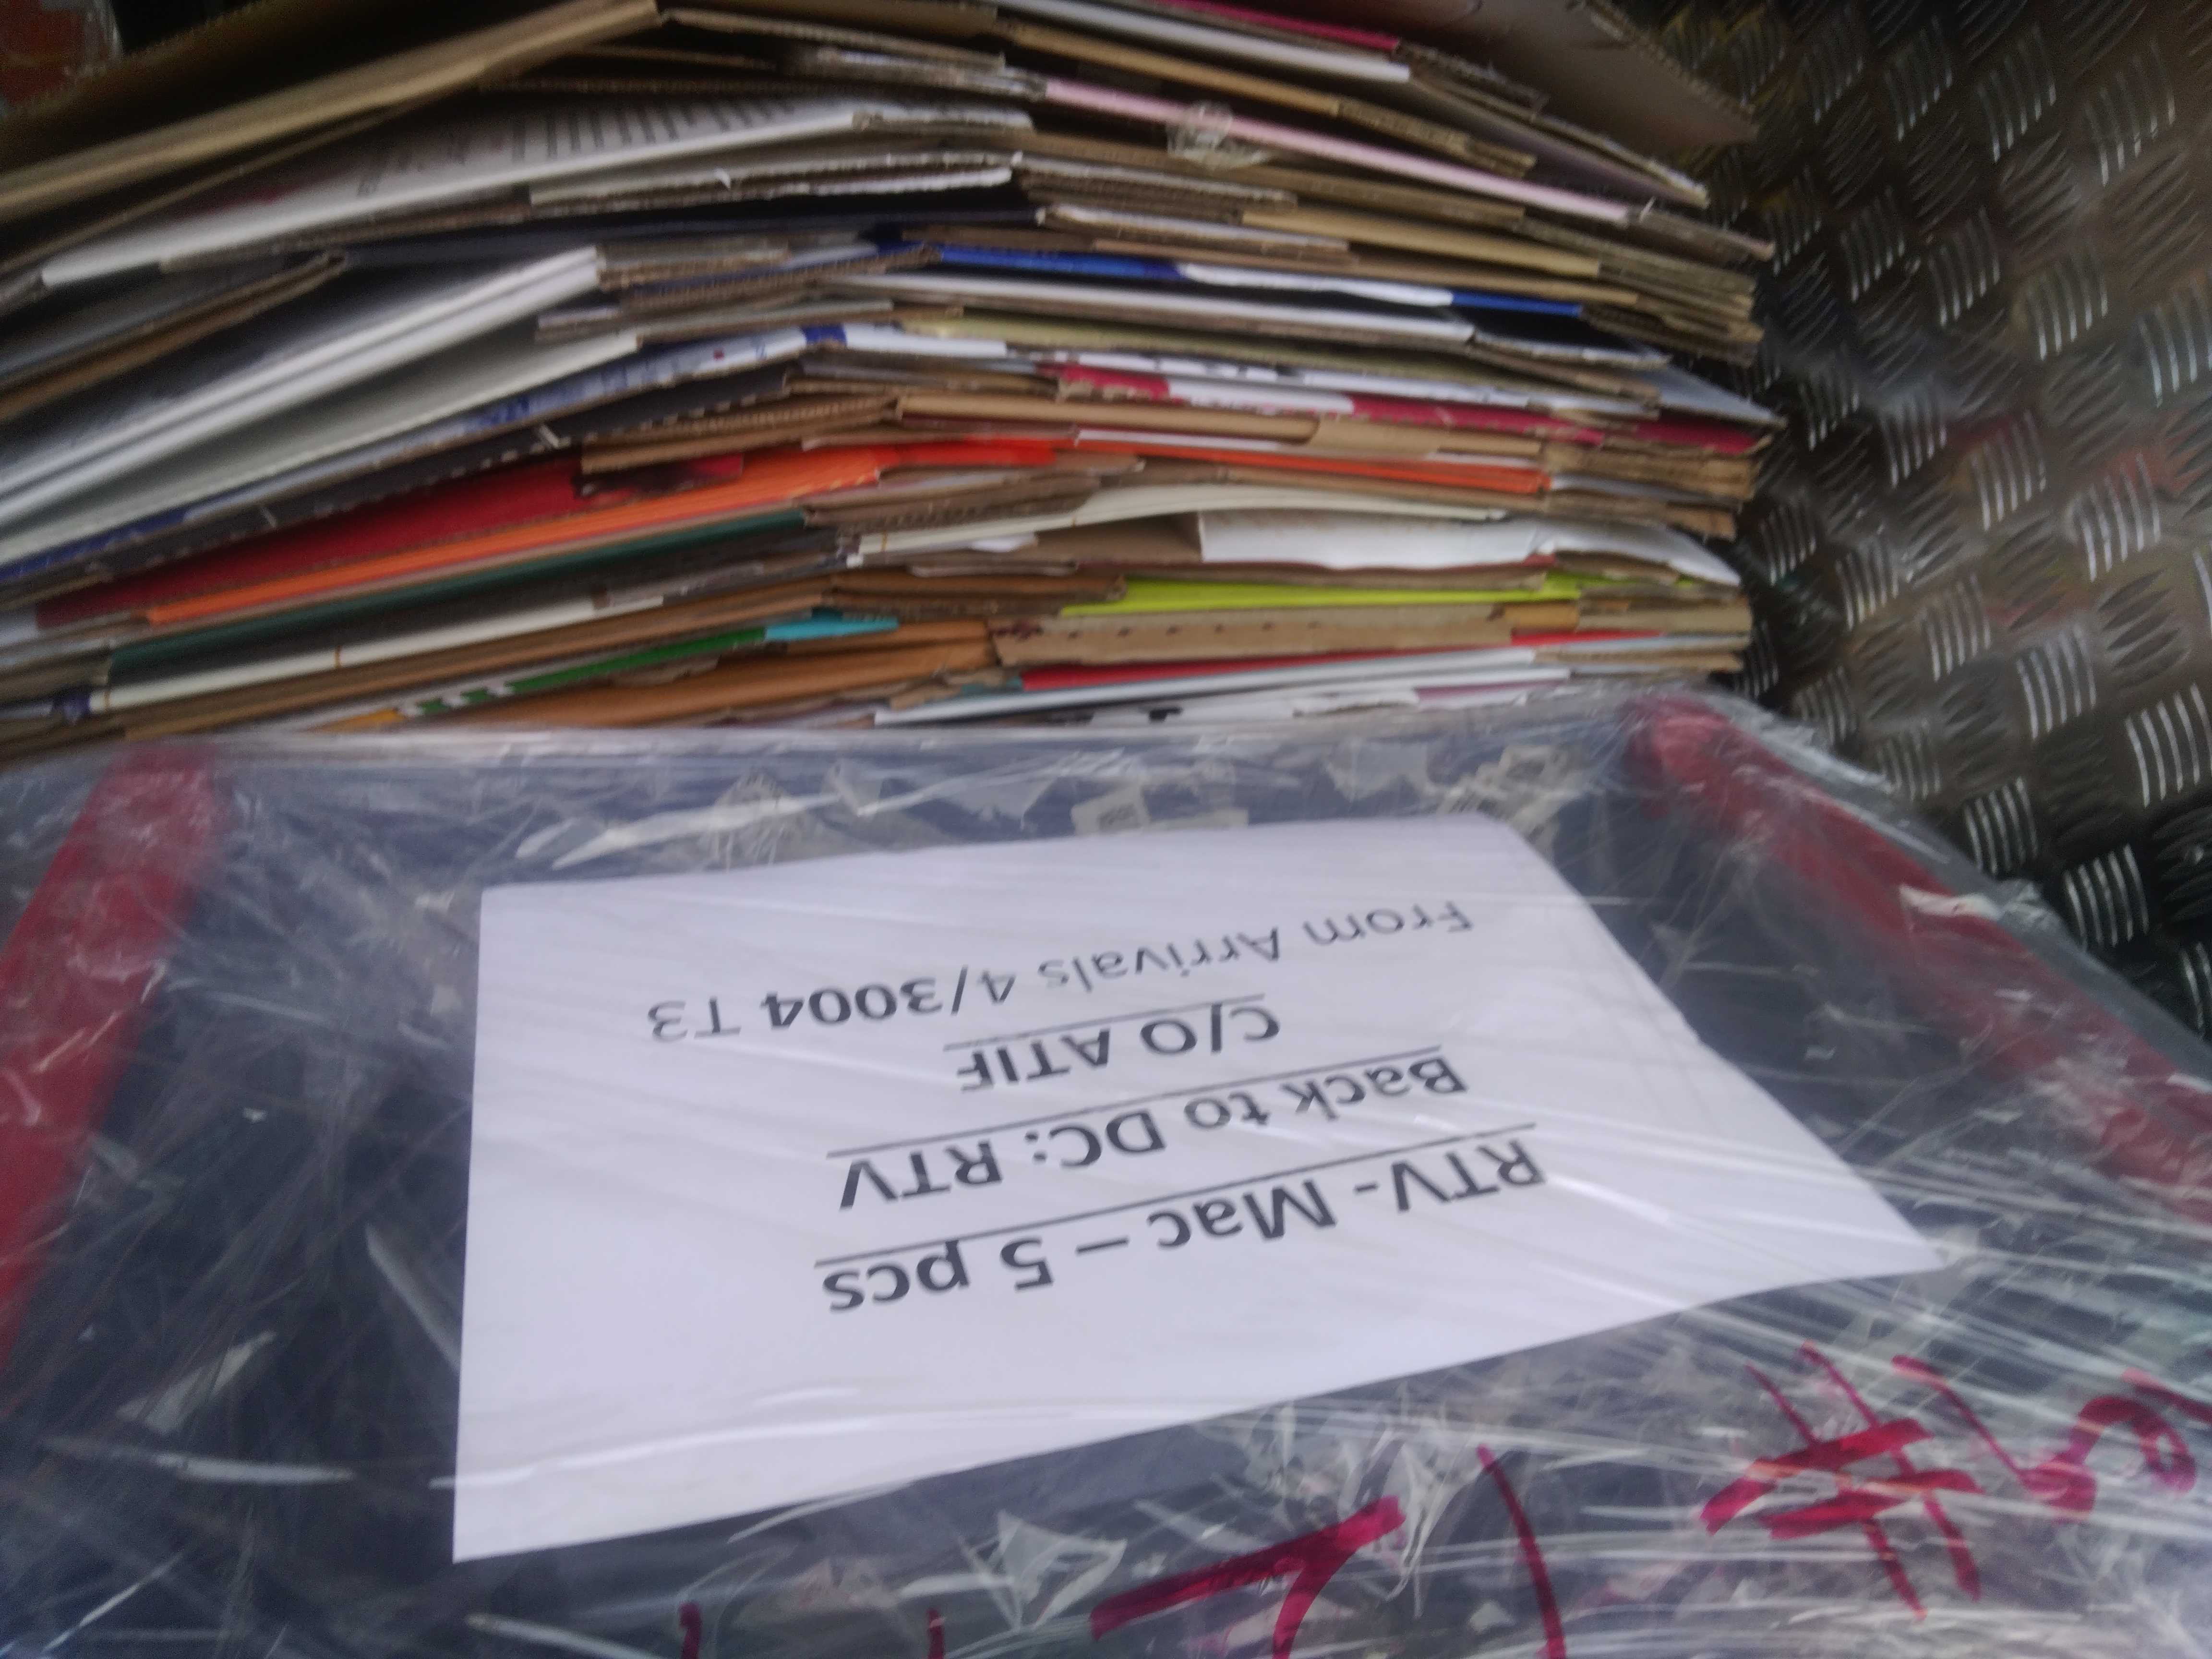 RTV- Mac – 5 pcs
Back to DC: RTV
C/O ATIF
From Arrivals 4/3004 T3